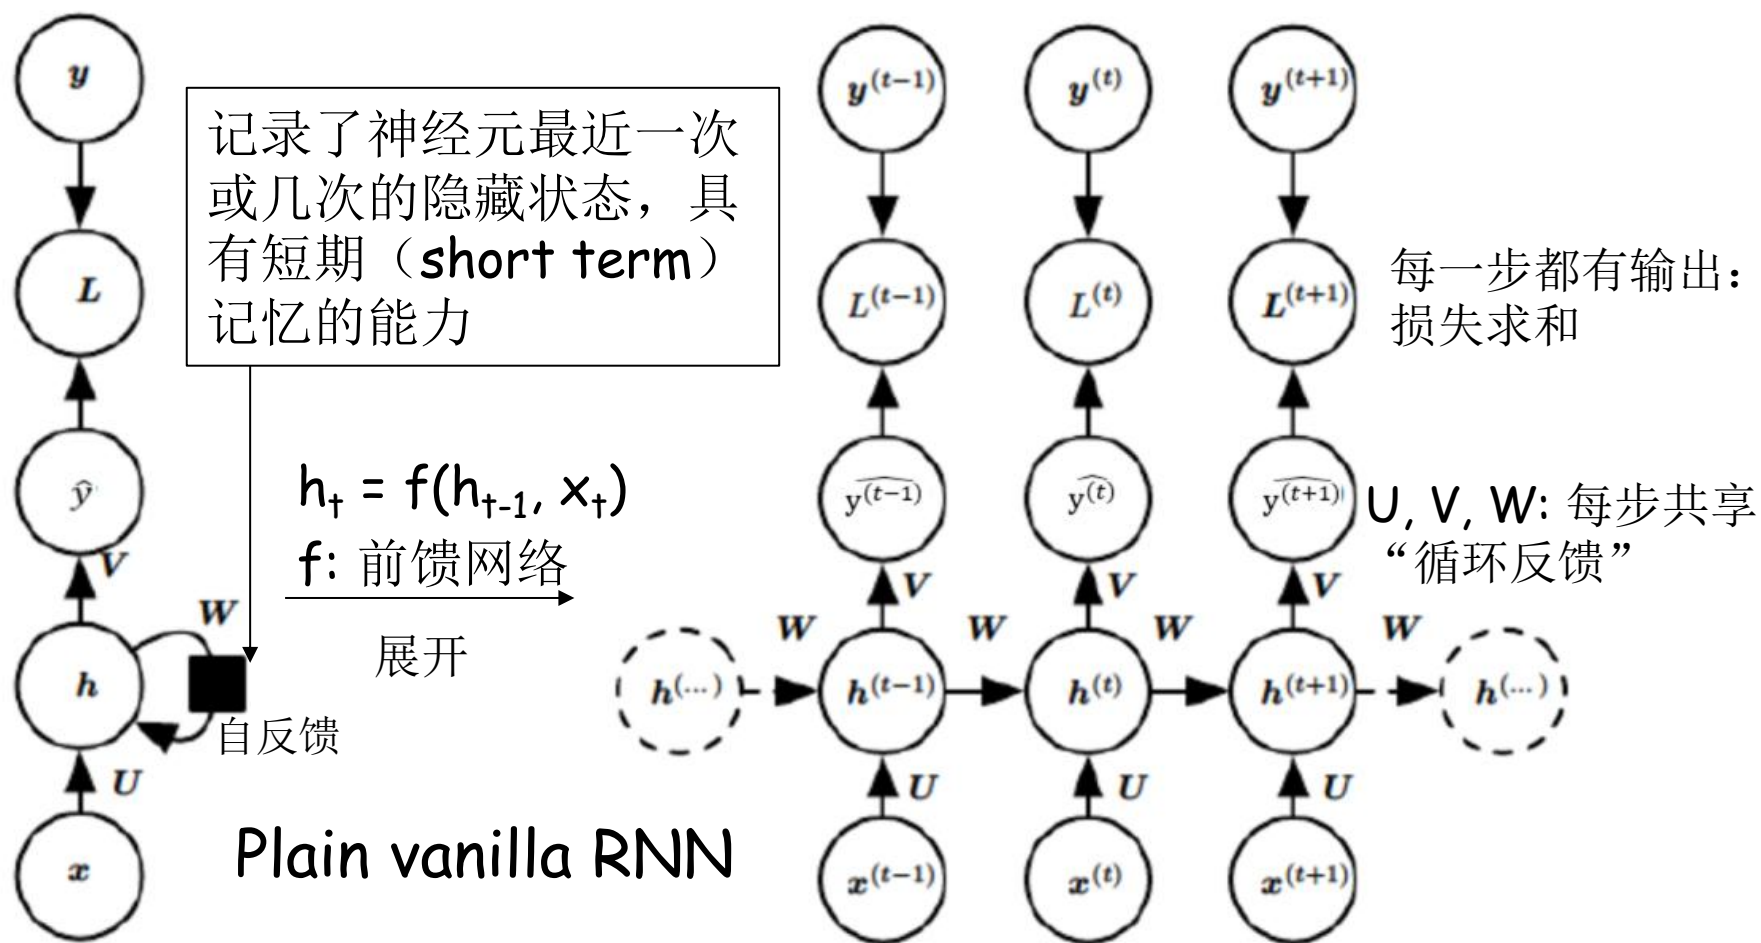 y
L
ŷ
V
h
W
自反馈
U
x
记录了神经元最近一次
或几次的隐藏状态，具
有短期（short term）
记忆的能力
hₜ = f(hₜ₋₁, xₜ)
f: 前馈网络
展开
Plain vanilla RNN
y^(t−1) y^(t) y^(t+1)
L^(t−1) L^(t) L^(t+1)
每一步都有输出：
损失求和
ŷ^(t−1) ŷ^(t) ŷ^(t+1)
U, V, W: 每步共享
“循环反馈”
V V V
W W W W
h^(...) h^(t−1) h^(t) h^(t+1) h^(...)
U U U
x^(t−1) x^(t) x^(t+1)